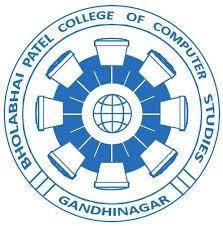 BHOLABHAI PATEL COLLEGE OF COMPUTER STUDIES
GANDHINAGAR